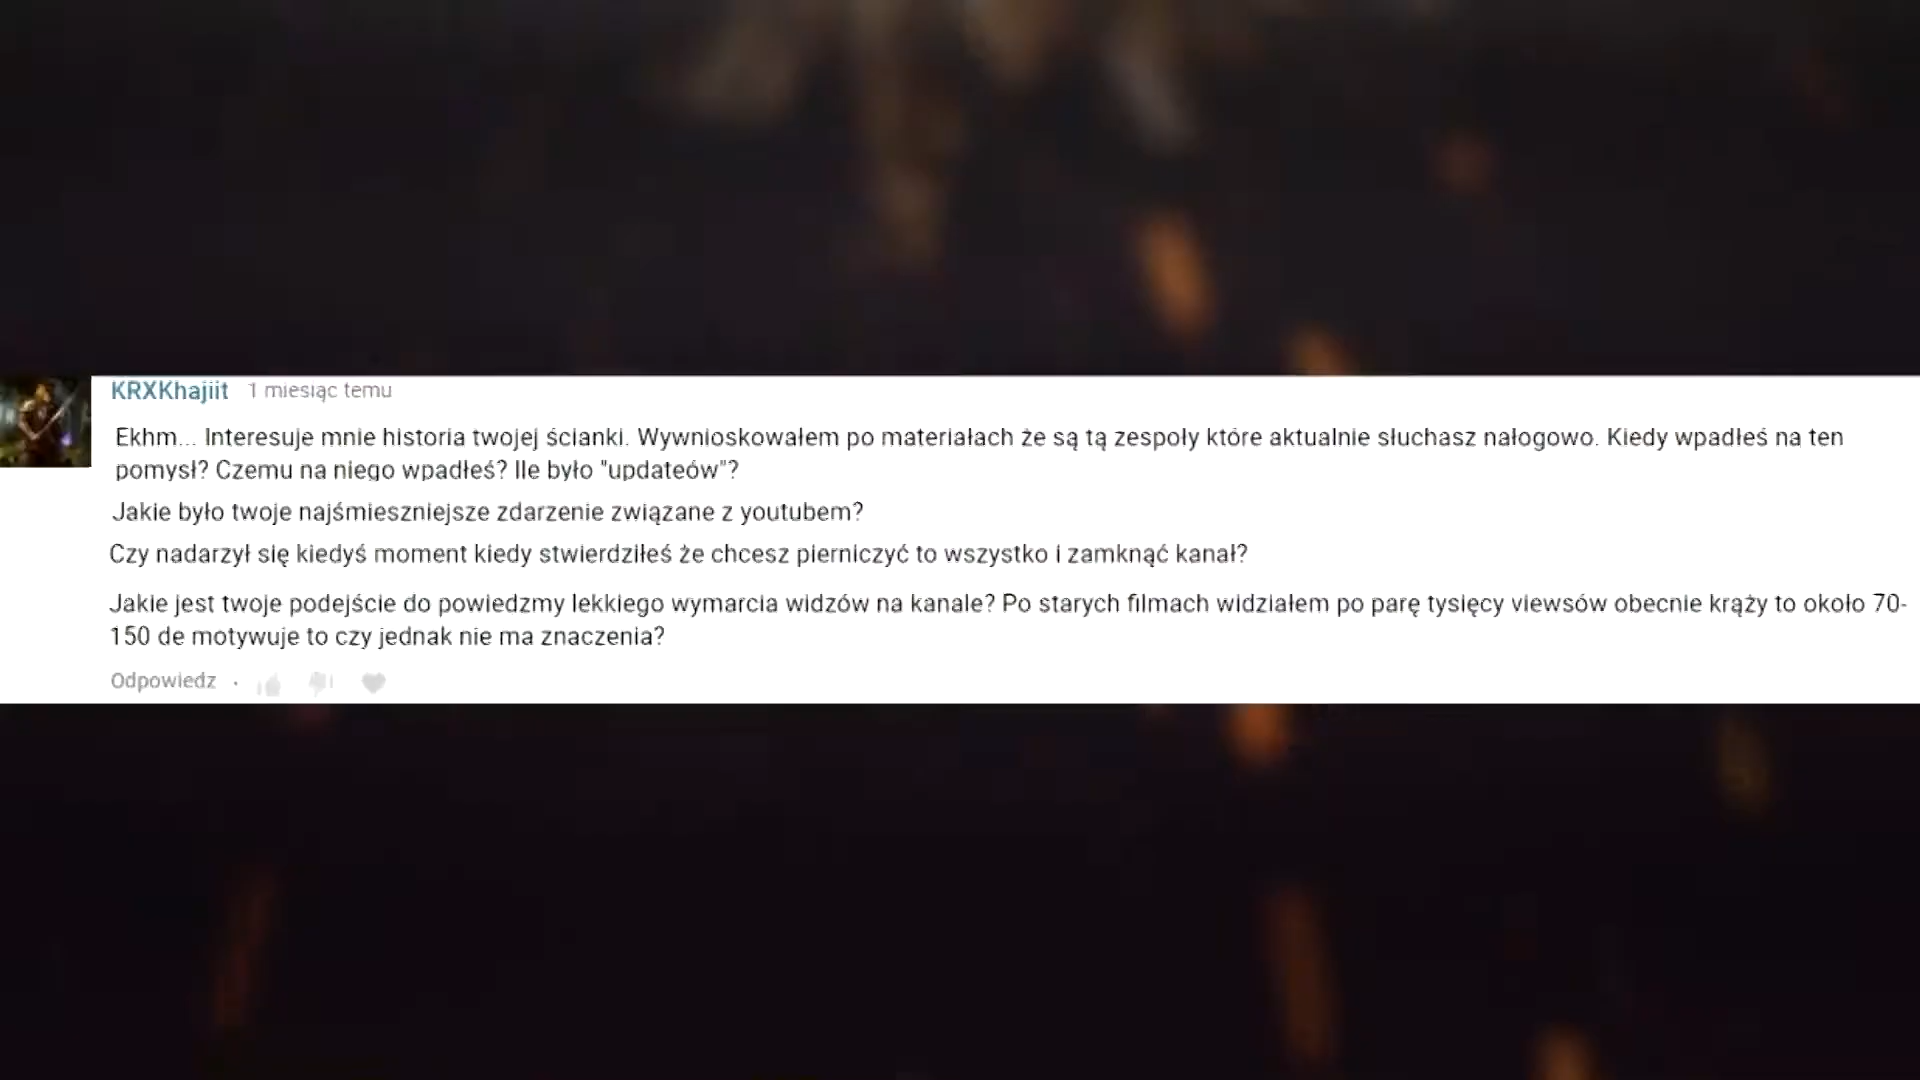 KRXKhajiit 1 miesiąc temu
Ekhm... Interesuje mnie historia twojej ścianki. Wywnioskowałem po materiałach że są tą zespoły które aktualnie słuchasz nałogowo. Kiedy wpadłeś na ten
pomysł? Czemu na niego wpadłeś? Ile było "updateów"?
Jakie było twoje najśmieszniejsze zdarzenie związane z youtubem?
Czy nadarzył się kiedyś moment kiedy stwierdziłeś że chcesz pierniczyć to wszystko i zamknąć kanał?
Jakie jest twoje podejście do powiedzmy lekkiego wymarcia widzów na kanale? Po starych filmach widziałem po parę tysięcy viewsów obecnie krąży to około 70-
150 de motywuje to czy jednak nie ma znaczenia?
Odpowiedz ·